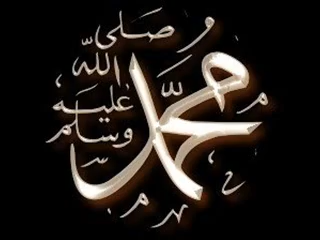 محمد
صلى
الله
عليه
وسلم